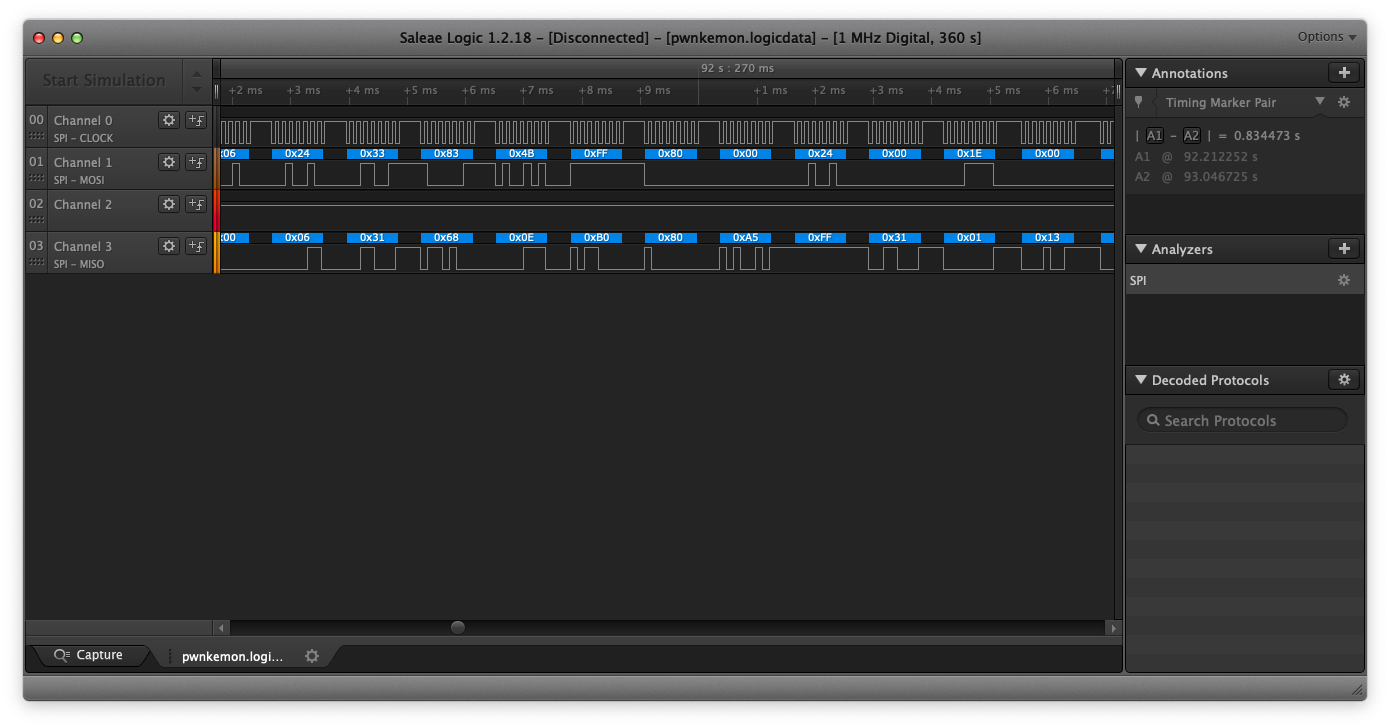 Saleae Logic 1.2.18 – [Disconnected] – [pwnkemon.logicdata] – [1 MHz Digital, 360 s]
Options
Start Simulation
92 s : 270 ms
+2 ms +3 ms +4 ms +5 ms +6 ms +7 ms +8 ms +9 ms +1 ms +2 ms +3 ms +4 ms +5 ms +6 ms
00 Channel 0
SPI – CLOCK
01 Channel 1
SPI – MOSI
06 0x24 0x33 0x83 0x4B 0xFF 0x80 0x00 0x24 0x00 0x1E 0x00
02 Channel 2
03 Channel 3
SPI – MISO
00 0x06 0x31 0x68 0x0E 0xB0 0x80 0xA5 0xFF 0x31 0x01 0x13
Annotations
Timing Marker Pair
| A1 – A2 | = 0.834473 s
A1 @ 92.212252 s
A2 @ 93.046725 s
Analyzers
SPI
Decoded Protocols
Search Protocols
Capture
pwnkemon.logi...